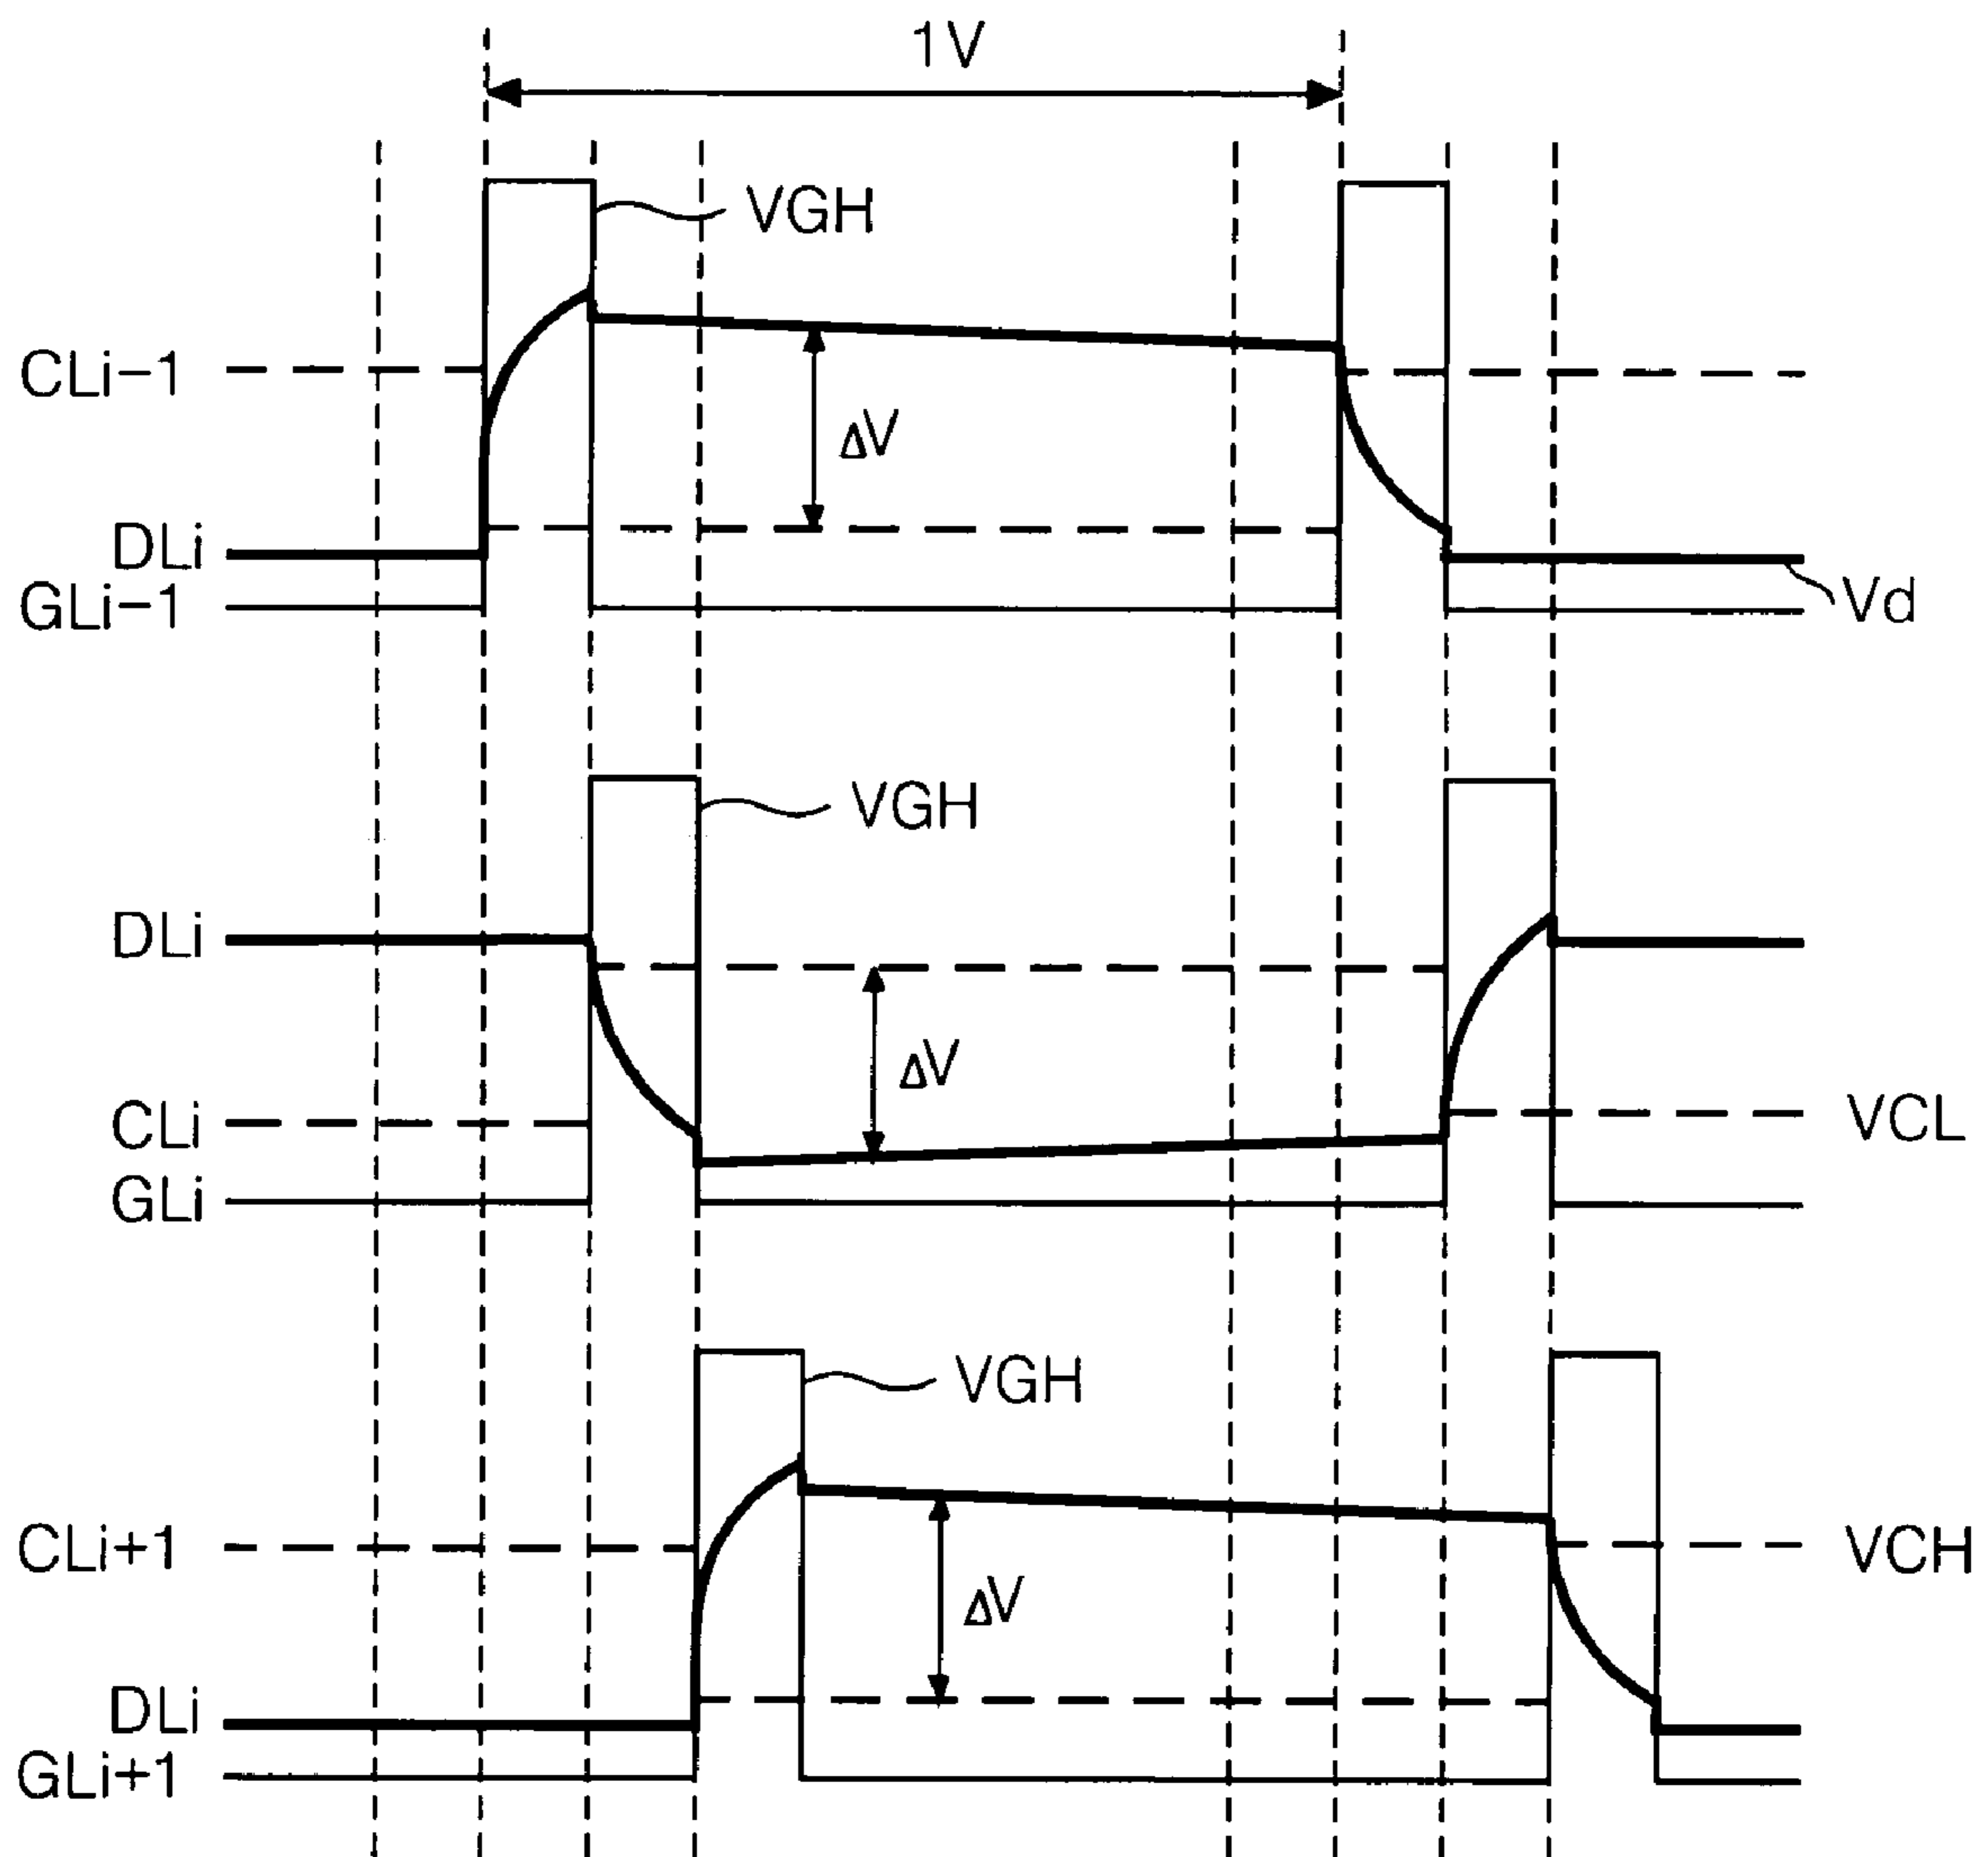 1V
VGH
CLi−1
ΔV
DLi
GLi−1
Vd
VGH
DLi
ΔV
CLi
VCL
GLi
VGH
CLi+1
VCH
ΔV
DLi
GLi+1